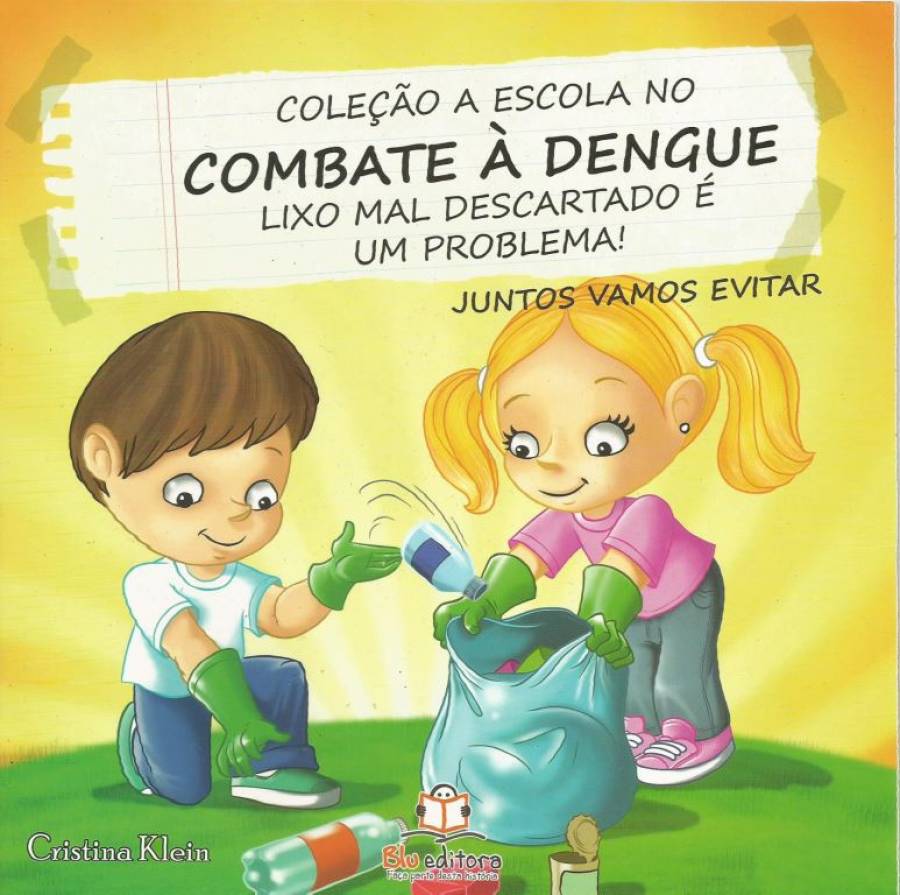 COLEÇÃO A ESCOLA NO
COMBATE À DENGUE
LIXO MAL DESCARTADO É
UM PROBLEMA!
JUNTOS VAMOS EVITAR
Cristina Klein
Blu editora
Faça parte desta história